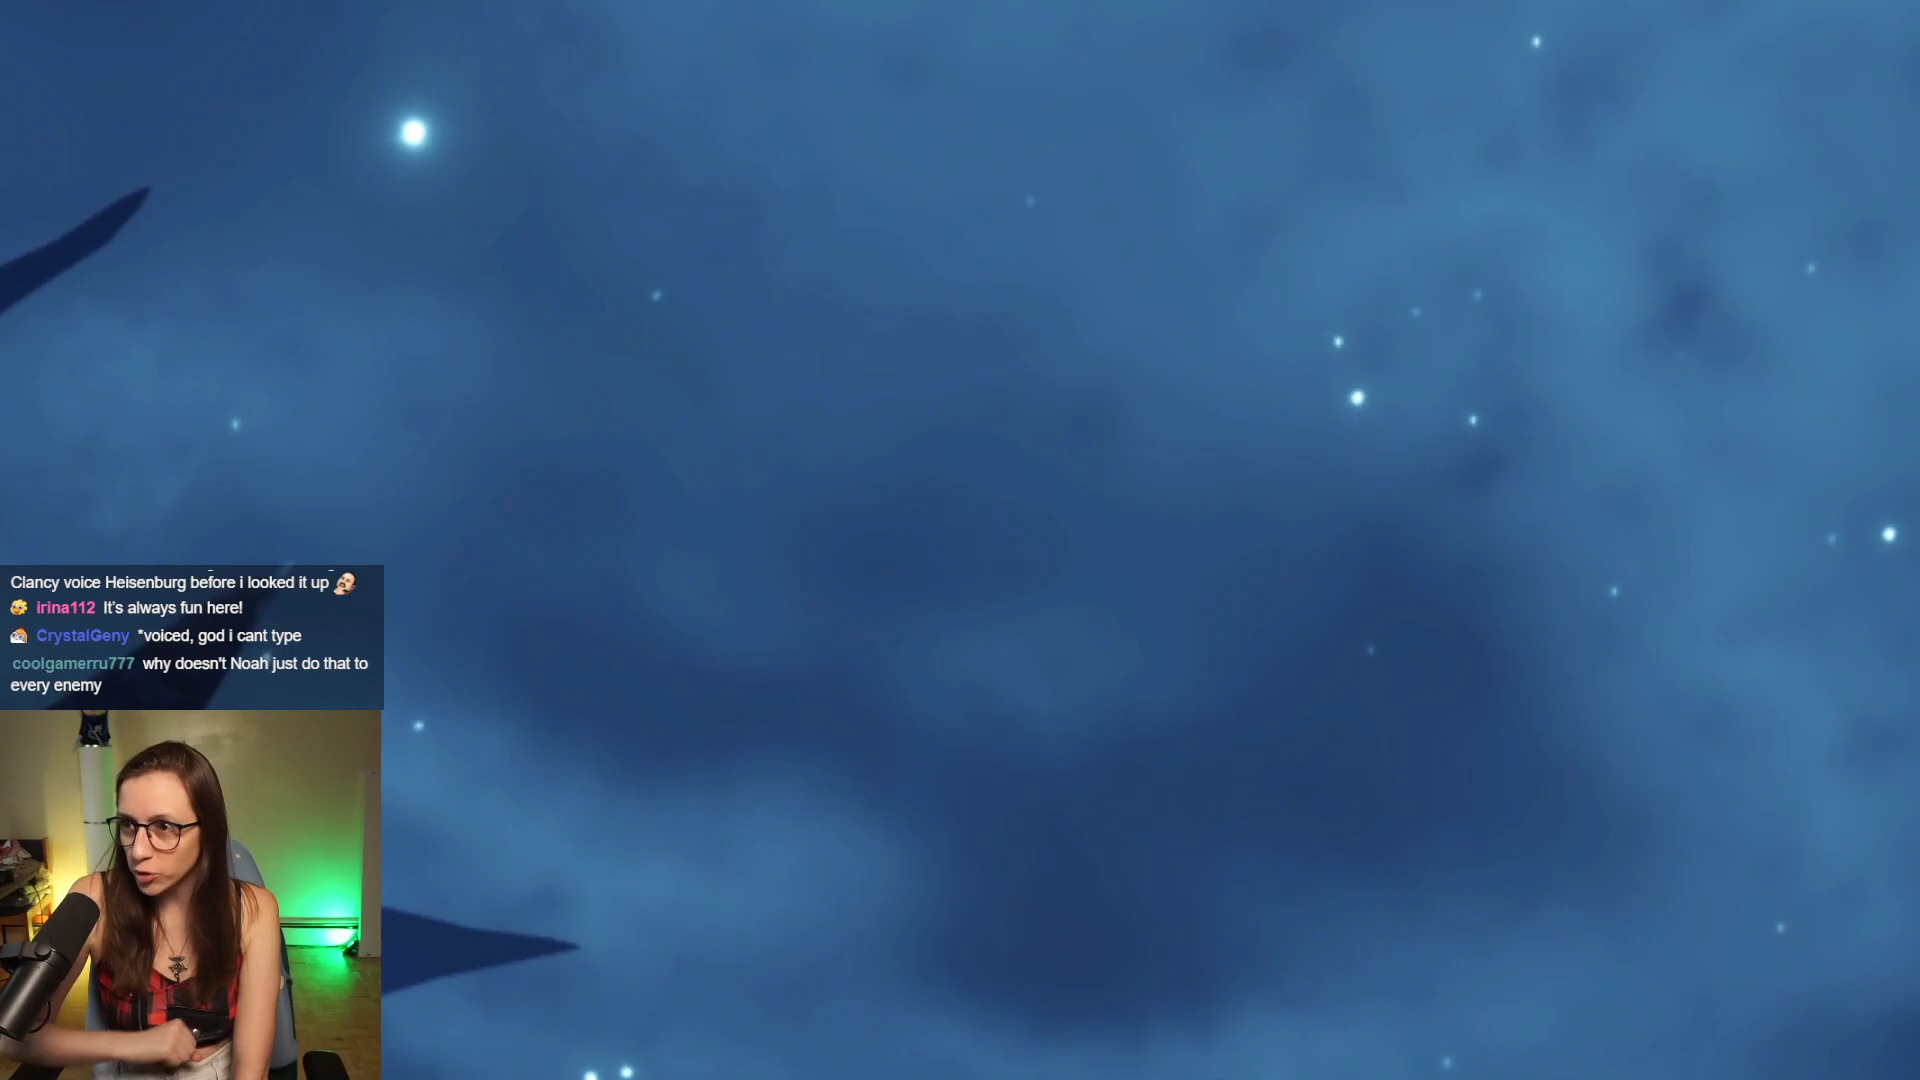 Clancy voice Heisenburg before i looked it up
irina112 It's always fun here!
CrystalGeny *voiced, god i cant type
coolgamerru777 why doesn't Noah just do that to
every enemy